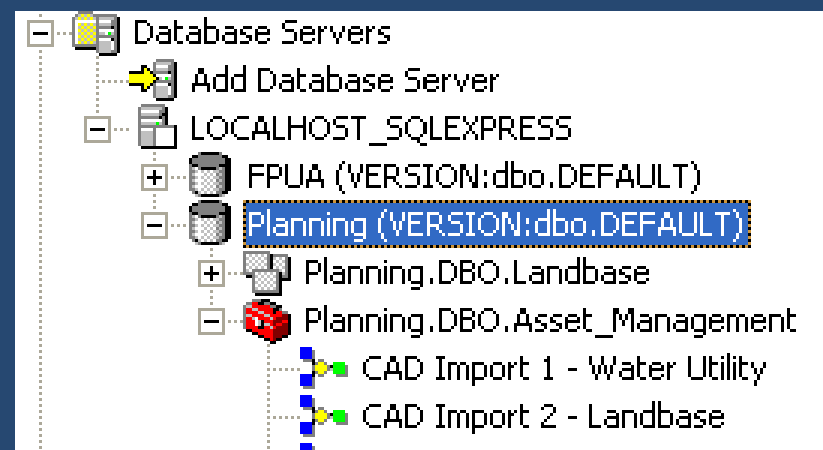 Database Servers
Add Database Server
LOCALHOST_SQLEXPRESS
FPUA (VERSION:dbo.DEFAULT)
Planning (VERSION:dbo.DEFAULT)
Planning.DBO.Landbase
Planning.DBO.Asset_Management
CAD Import 1 - Water Utility
CAD Import 2 - Landbase